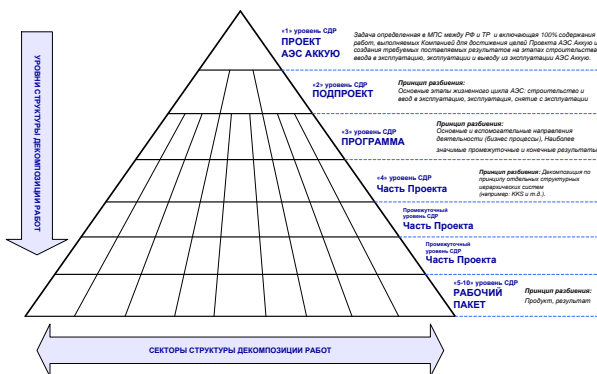 «1» уровень СДР
ПРОЕКТ
АЭС АККУЮ
Задача определенная в МПС между РФ и ТР и включающая 100% содержания
работ, выполняемых Компанией для достижения целей Проекта АЭС Аккую и
создания требуемых поставляемых результатов на этапах строительства
ввода в эксплуатацию, эксплуатации и выводу из эксплуатации АЭС Аккую.
«2» уровень СДР
ПОДПРОЕКТ
Принцип разбиения:
Основные этапы жизненного цикла АЭС: строительство и
ввод в эксплуатацию, эксплуатация, снятие с эксплуатации
«3» уровень СДР
ПРОГРАММА
Принцип разбиения:
Основные и вспомогательные направления
деятельности (бизнес процессы), Наиболее
значимые промежуточные и конечные результаты
«4» уровень СДР
Часть Проекта
Принцип разбиения: Декомпозиция по
принципу отдельных структурных
иерархических систем
(например: KKS и т.д.).
Промежуточный
уровень СДР
Часть Проекта
Промежуточный
уровень СДР
Часть Проекта
«5-10» уровень СДР
РАБОЧИЙ
ПАКЕТ
Принцип разбиения:
Продукт, результат
УРОВНИ СТРУКТУРЫ ДЕКОМПОЗИЦИИ РАБОТ
СЕКТОРЫ СТРУКТУРЫ ДЕКОМПОЗИЦИИ РАБОТ